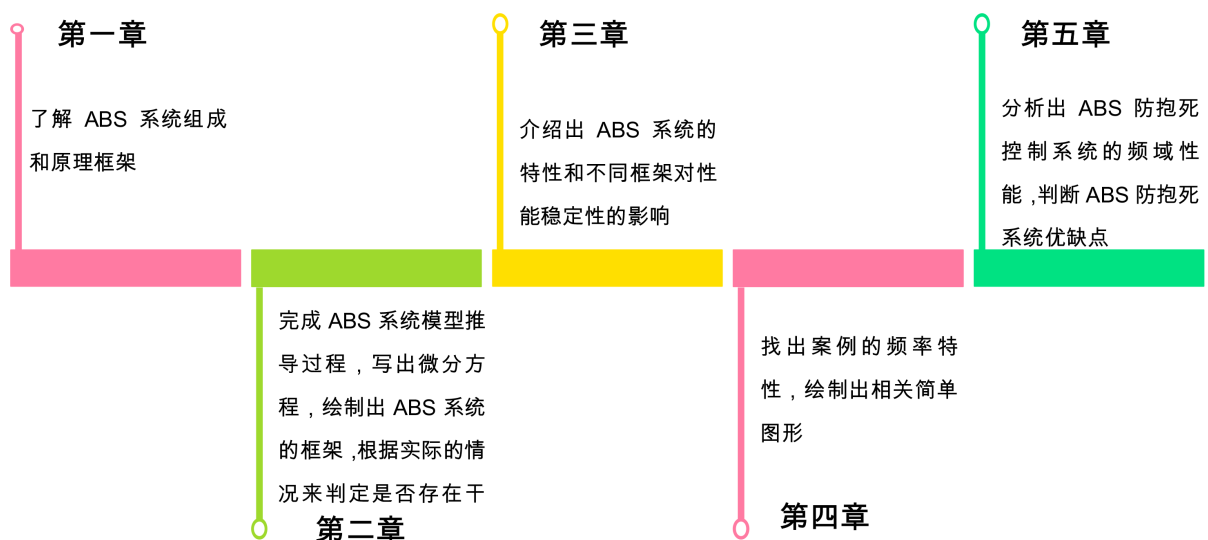 第一章
了解 ABS 系统组成
和原理框架
完成 ABS 系统模型推
导过程，写出微分方
程，绘制出 ABS 系统
的框架,根据实际的情
况来判定是否存在干
第二章
第三章
介绍出 ABS 系统的
特性和不同框架对性
能稳定性的影响
找出案例的频率特
性，绘制出相关简单
图形
第四章
第五章
分析出 ABS 防抱死
控制系统的频域性
能,判断 ABS 防抱死
系统优缺点